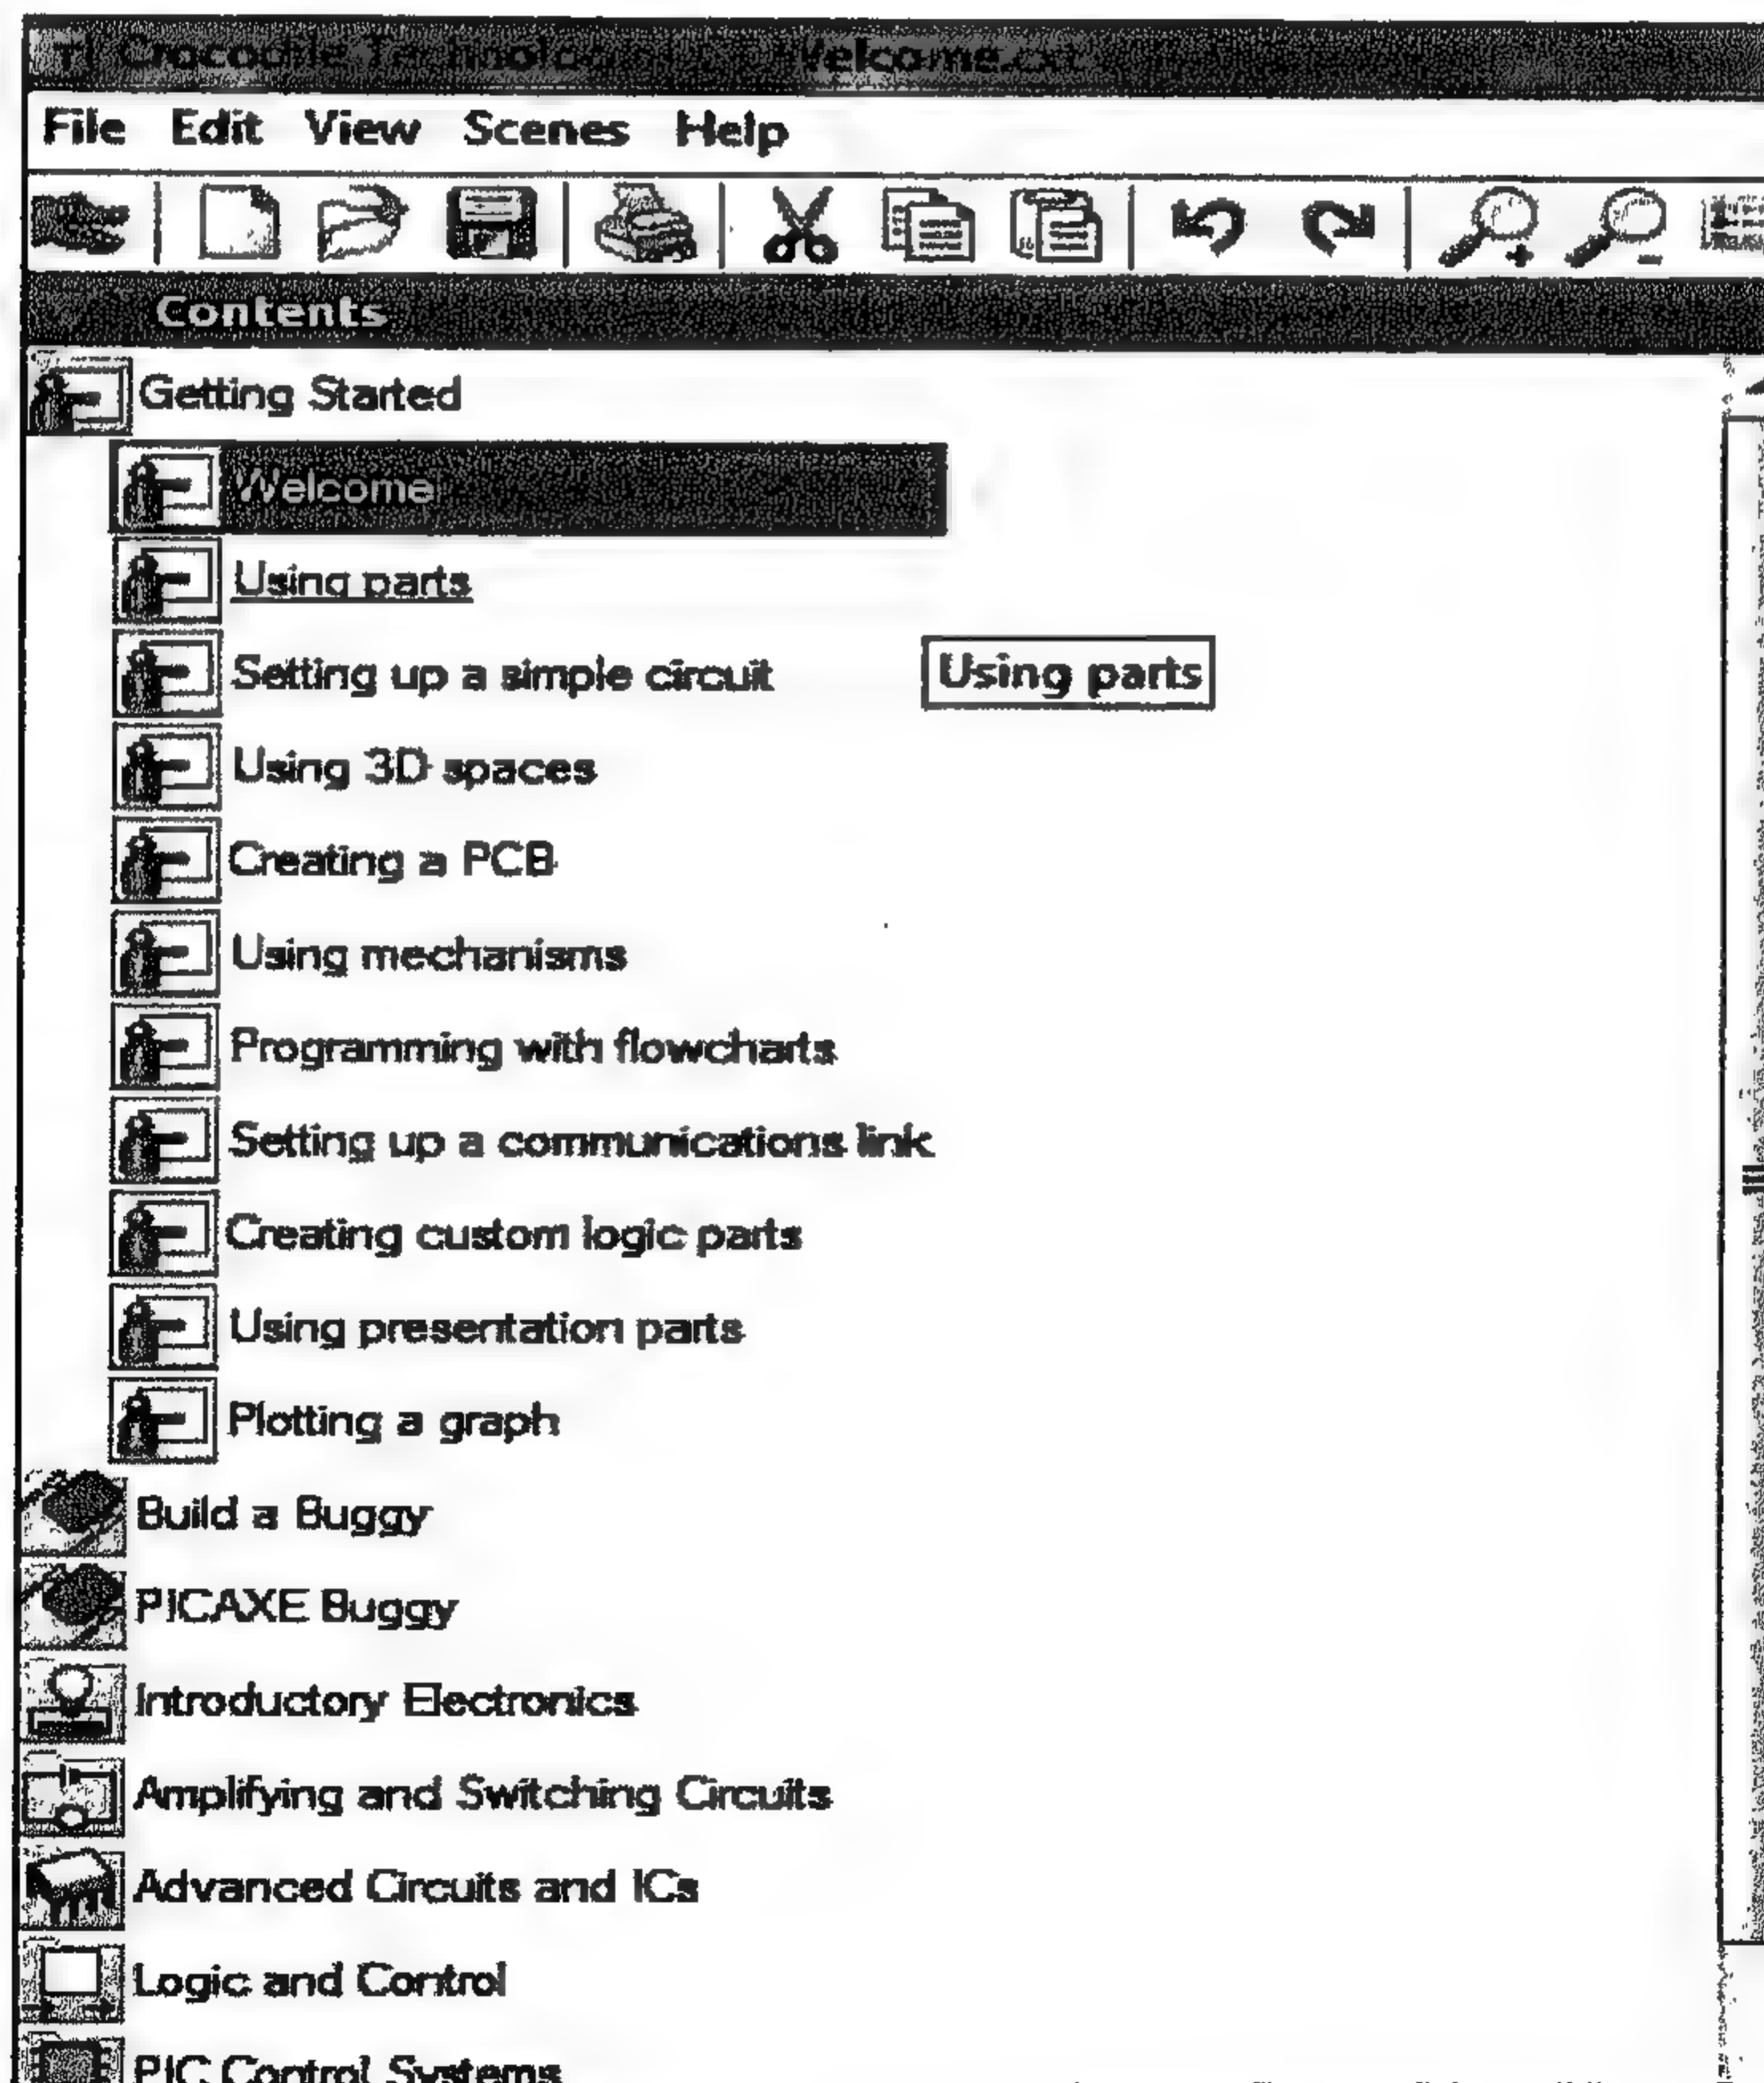 Crocodile Technology Welcome.cxt
File Edit View Scenes Help
Contents
Getting Started
Welcome
Using parts
Setting up a simple circuit
Using parts
Using 3D spaces
Creating a PCB
Using mechanisms
Programming with flowcharts
Setting up a communications link
Creating custom logic parts
Using presentation parts
Plotting a graph
Build a Buggy
PICAXE Buggy
Introductory Electronics
Amplifying and Switching Circuits
Advanced Circuits and ICs
Logic and Control
PIC Control Systems